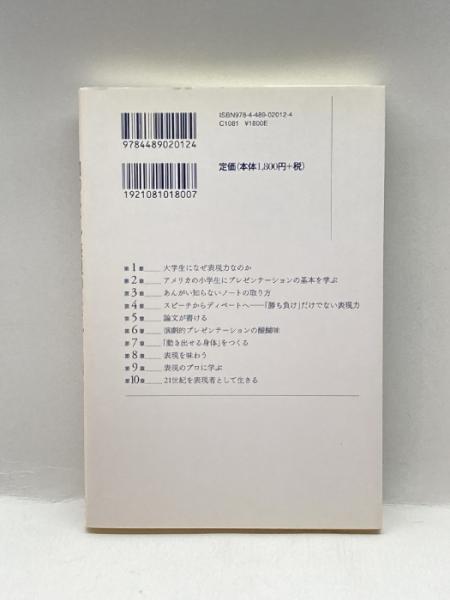 ISBN978-4-489-02012-4
C1081 ¥1800E
9784489020124
定価(本体1,800円+税)
1921081018007
第1章 大学生になぜ表現力なのか
第2章 アメリカの小学生にプレゼンテーションの基本を学ぶ
第3章 あんがい知らないノートの取り方
第4章 スピーチからディベートへ──「勝ち負け」だけでない表現力
第5章 論文が書ける
第6章 演劇的プレゼンテーションの醍醐味
第7章 「動き出せる身体」をつくる
第8章 表現を味わう
第9章 表現のプロに学ぶ
第10章 21世紀を表現者として生きる